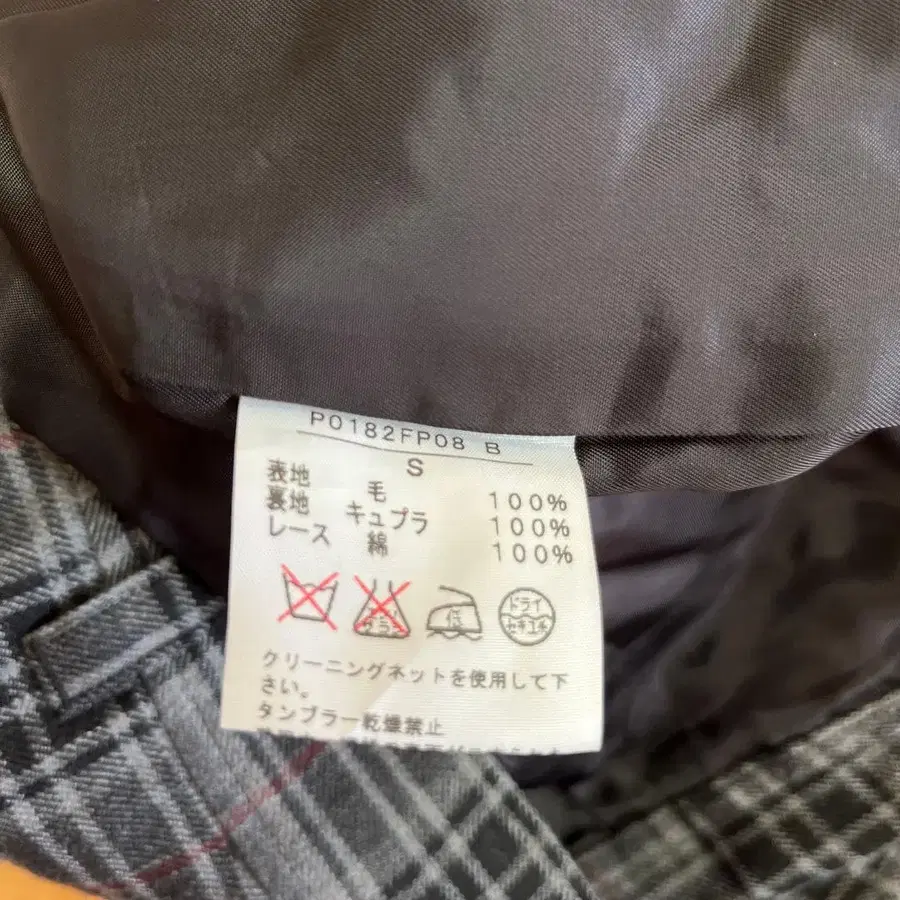 P0182FP08 B
S
表地 毛 100%
裏地 キュプラ 100%
レース 綿 100%
低 ドライ セキユ系
クリーニングネットを使用して下
さい。
タンブラー乾燥禁止